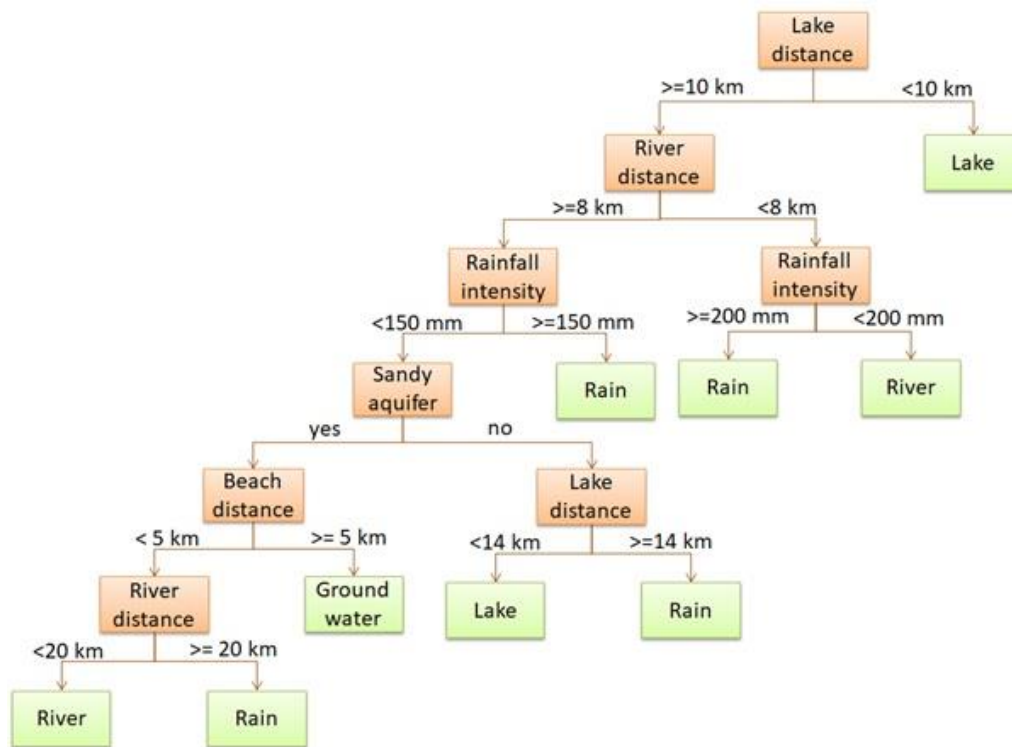 Lake
distance
>=10 km
<10 km
River
distance
Lake
>=8 km
<8 km
Rainfall
intensity
Rainfall
intensity
<150 mm
>=150 mm
>=200 mm
<200 mm
Sandy
aquifer
Rain
Rain
River
yes
no
Beach
distance
Lake
distance
< 5 km
>= 5 km
<14 km
>=14 km
River
distance
Ground
water
Lake
Rain
<20 km
>= 20 km
River
Rain